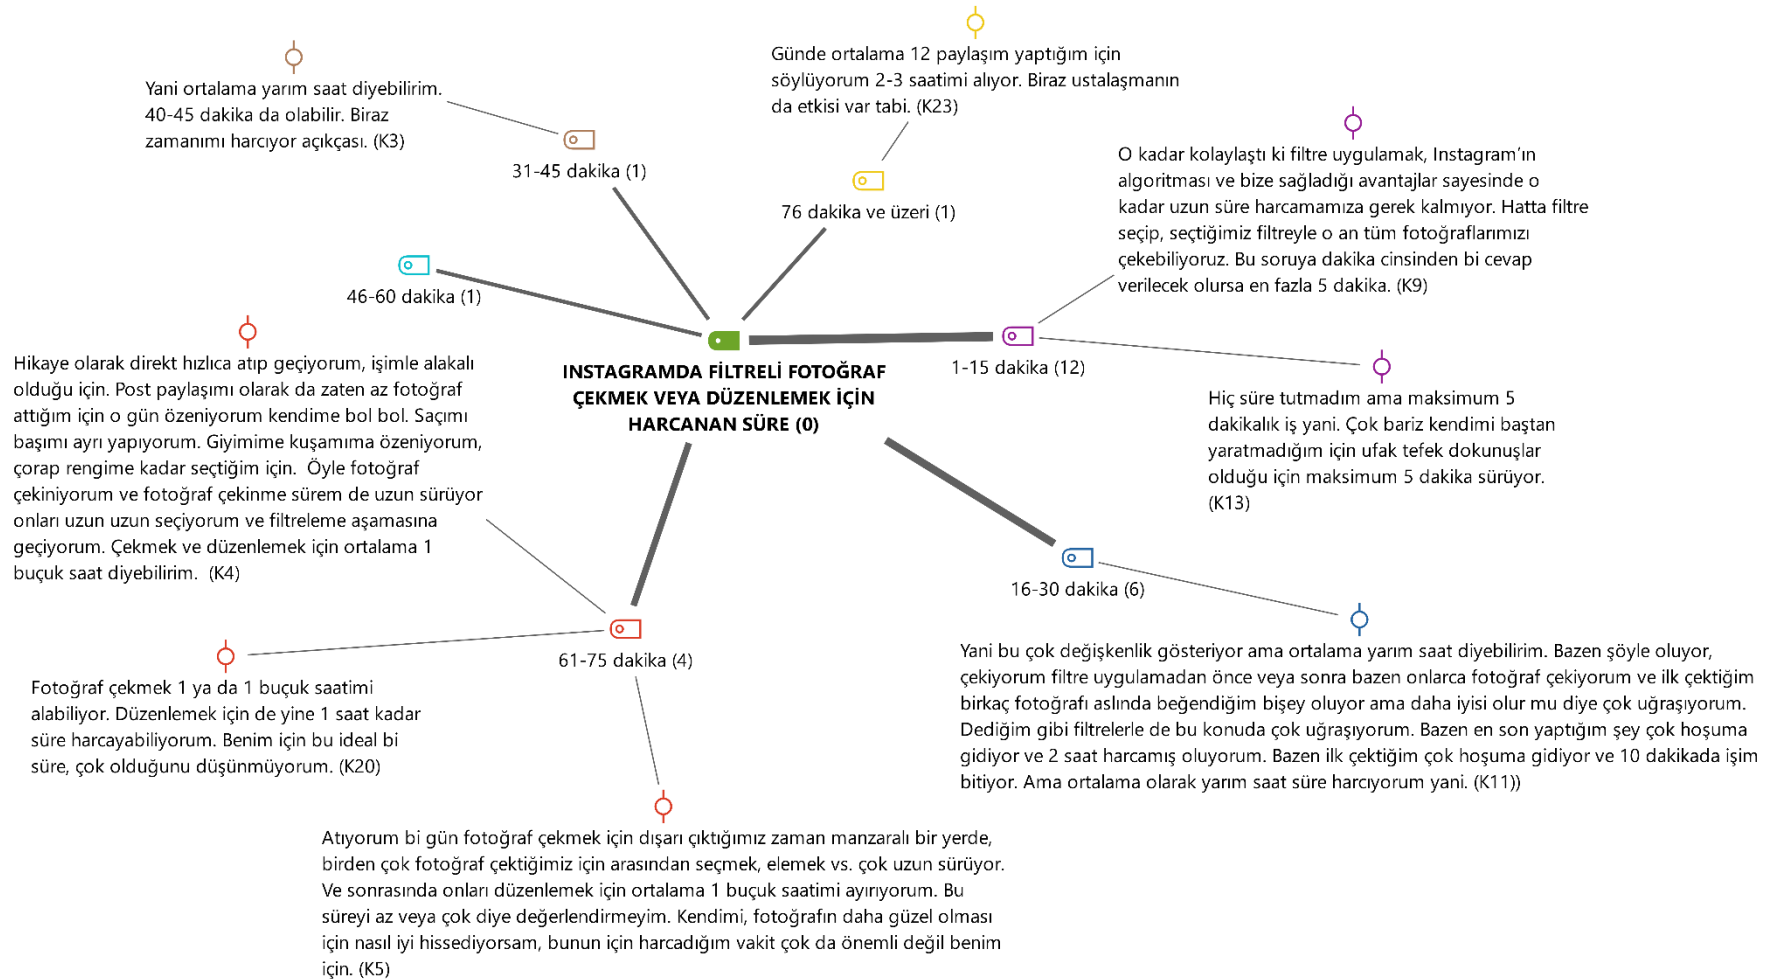 Yani ortalama yarım saat diyebilirim.
40-45 dakika da olabilir. Biraz
zamanımı harcıyor açıkçası. (K3)
31-45 dakika (1)
Günde ortalama 12 paylaşım yaptığım için
söylüyorum 2-3 saatimi alıyor. Biraz ustalaşmanın
da etkisi var tabi. (K23)
76 dakika ve üzeri (1)
O kadar kolaylaştı ki filtre uygulamak, Instagram’ın
algoritması ve bize sağladığı avantajlar sayesinde o
kadar uzun süre harcamamıza gerek kalmıyor. Hatta filtre
seçip, seçtiğimiz filtreyle o an tüm fotoğraflarımızı
çekebiliyoruz. Bu soruya dakika cinsinden bi cevap
verilecek olursa en fazla 5 dakika. (K9)
46-60 dakika (1)
INSTAGRAMDA FİLTRELİ FOTOĞRAF
ÇEKMEK VEYA DÜZENLEMEK İÇİN
HARCANAN SÜRE (0)
1-15 dakika (12)
Hiç süre tutmadım ama maksimum 5
dakikalık iş yani. Çok bariz kendimi baştan
yaratmadığım için ufak tefek dokunuşlar
olduğu için maksimum 5 dakika sürüyor.
(K13)
Hikaye olarak direkt hızlıca atıp geçiyorum, işimle alakalı
olduğu için. Post paylaşımı olarak da zaten az fotoğraf
attığım için o gün özeniyorum kendime bol bol. Saçımı
başımı ayrı yapıyorum. Giyimime kuşamıma özeniyorum,
çorap rengime kadar seçtiğim için. Öyle fotoğraf
çekiniyorum ve fotoğraf çekinme sürem de uzun sürüyor
onları uzun uzun seçiyorum ve filtreleme aşamasına
geçiyorum. Çekmek ve düzenlemek için ortalama 1
buçuk saat diyebilirim. (K4)
16-30 dakika (6)
61-75 dakika (4)
Yani bu çok değişkenlik gösteriyor ama ortalama yarım saat diyebilirim. Bazen şöyle oluyor,
çekiyorum filtre uygulamadan önce veya sonra bazen onlarca fotoğraf çekiyorum ve ilk çektiğim
birkaç fotoğrafı aslında beğendiğim bişey oluyor ama daha iyisi olur mu diye çok uğraşıyorum.
Dediğim gibi filtrelerle de bu konuda çok uğraşıyorum. Bazen en son yaptığım şey çok hoşuma
gidiyor ve 2 saat harcamış oluyorum. Bazen ilk çektiğim çok hoşuma gidiyor ve 10 dakikada işim
bitiyor. Ama ortalama olarak yarım saat süre harcıyorum yani. (K11))
Fotoğraf çekmek 1 ya da 1 buçuk saatimi
alabiliyor. Düzenlemek için de yine 1 saat kadar
süre harcayabiliyorum. Benim için bu ideal bi
süre, çok olduğunu düşünmüyorum. (K20)
Atıyorum bi gün fotoğraf çekmek için dışarı çıktığımız zaman manzaralı bir yerde,
birden çok fotoğraf çektiğimiz için arasından seçmek, elemek vs. çok uzun sürüyor.
Ve sonrasında onları düzenlemek için ortalama 1 buçuk saatimi ayırıyorum. Bu
süreyi az veya çok diye değerlendirmeyim. Kendimi, fotoğrafın daha güzel olması
için nasıl iyi hissediyorsam, bunun için harcadığım vakit çok da önemli değil benim
için. (K5)